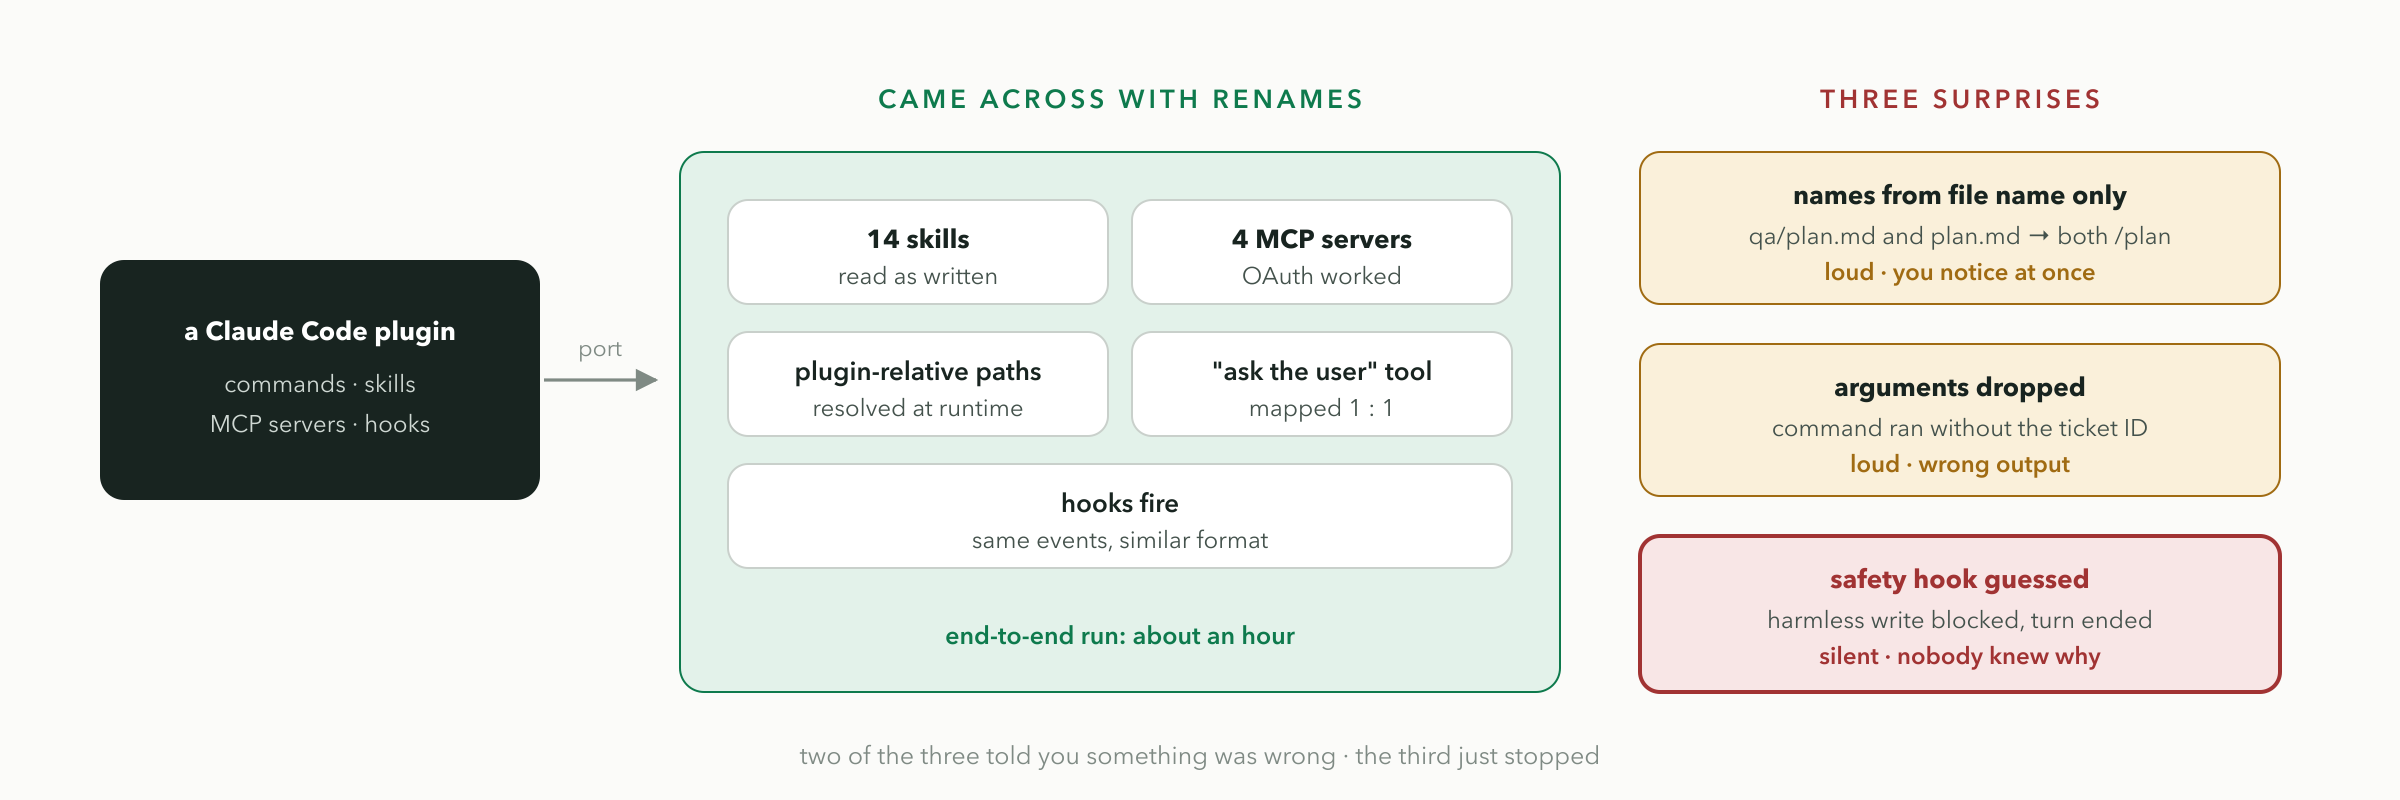 a Claude Code plugin
commands · skills
MCP servers · hooks
port
CAME ACROSS WITH RENAMES
14 skills
read as written
4 MCP servers
OAuth worked
plugin-relative paths
resolved at runtime
"ask the user" tool
mapped 1 : 1
hooks fire
same events, similar format
end-to-end run: about an hour
THREE SURPRISES
names from file name only
qa/plan.md and plan.md → both /plan
loud · you notice at once
arguments dropped
command ran without the ticket ID
loud · wrong output
safety hook guessed
harmless write blocked, turn ended
silent · nobody knew why
two of the three told you something was wrong · the third just stopped